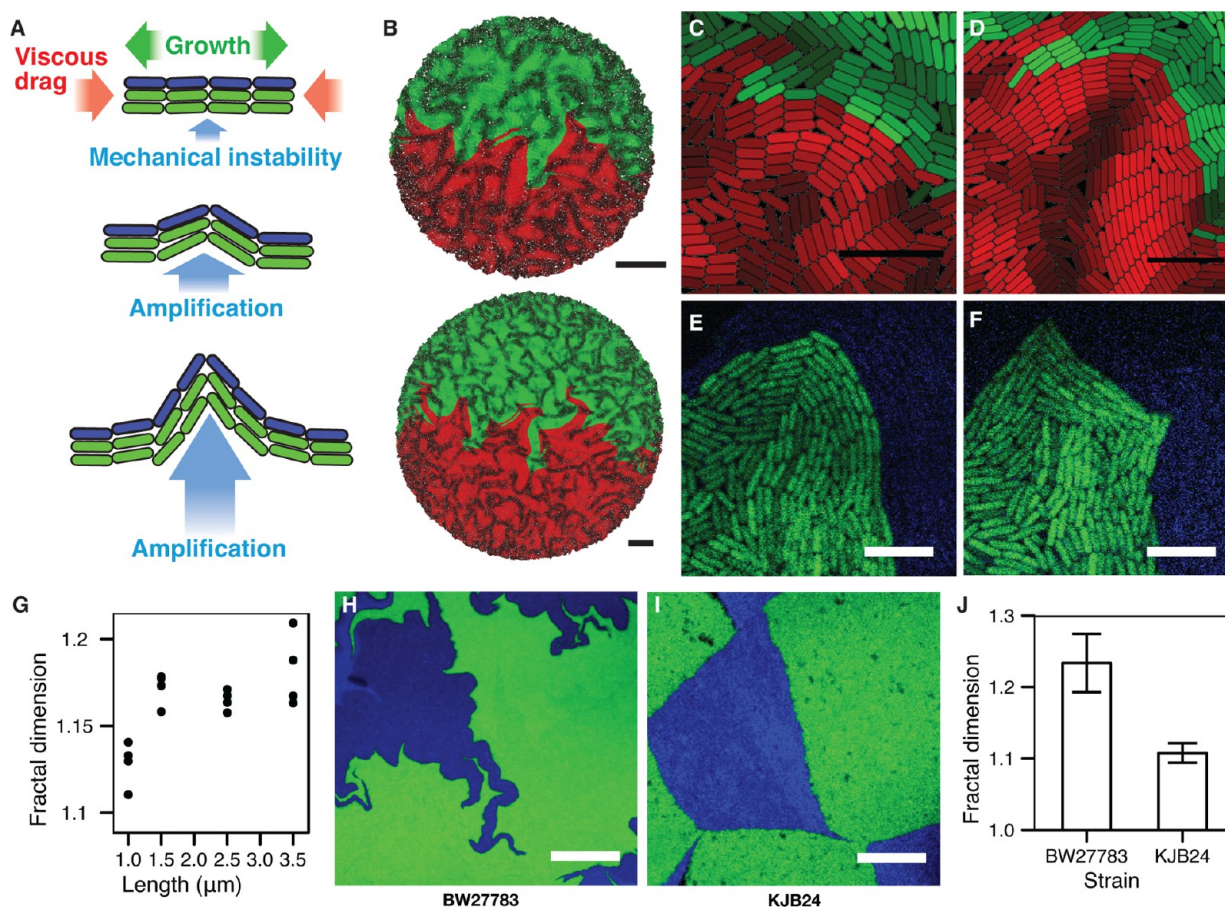 A
Growth
Viscous
drag
Mechanical instability
Amplification
Amplification
B
C
D
E
F
G
Fractal dimension
1.2
1.15
1.1
1.0 1.5 2.0 2.5 3.0 3.5
Length (μm)
H
BW27783
I
KJB24
J
Fractal dimension
1.3
1.2
1.1
1.0
BW27783 KJB24
Strain